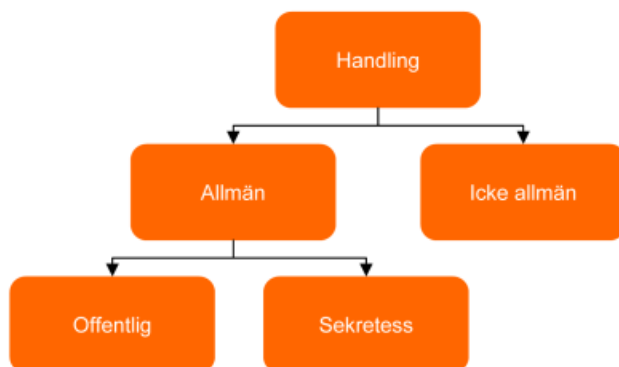 Handling
Allmän
Icke allmän
Offentlig
Sekretess